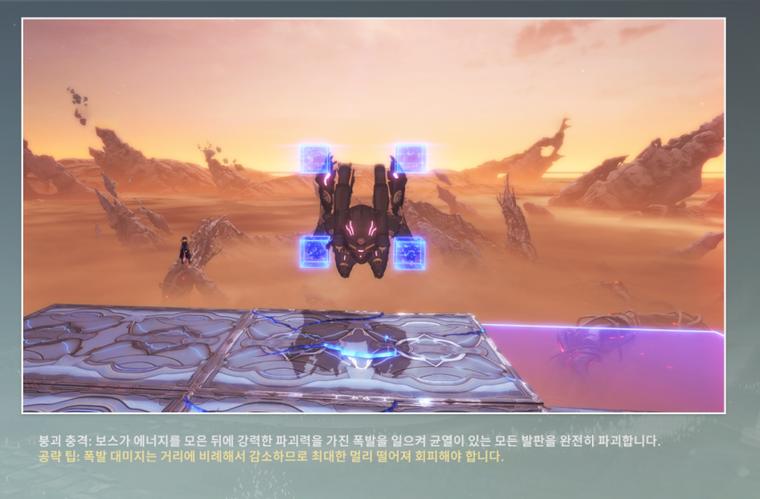 붕괴 충격: 보스가 에너지를 모은 뒤에 강력한 파괴력을 가진 폭발을 일으켜 균열이 있는 모든 발판을 완전히 파괴합니다.
공략 팁: 폭발 대미지는 거리에 비례해서 감소하므로 최대한 멀리 떨어져 회피해야 합니다.